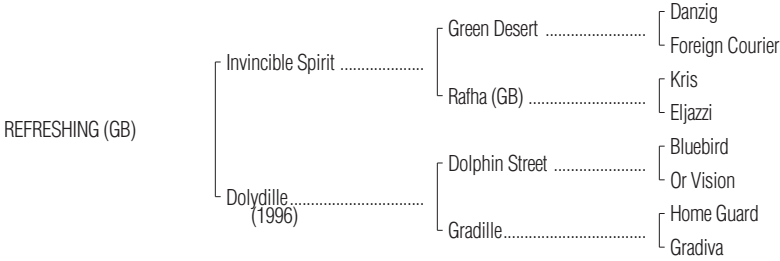 Danzig
Green Desert ........................
Foreign Courier
Invincible Spirit ...................
Kris
Rafha (GB) ............................
Eljazzi
REFRESHING (GB)
Bluebird
Dolphin Street ......................
Or Vision
Dolydille................................
(1996)
Home Guard
Gradille..................................
Gradiva